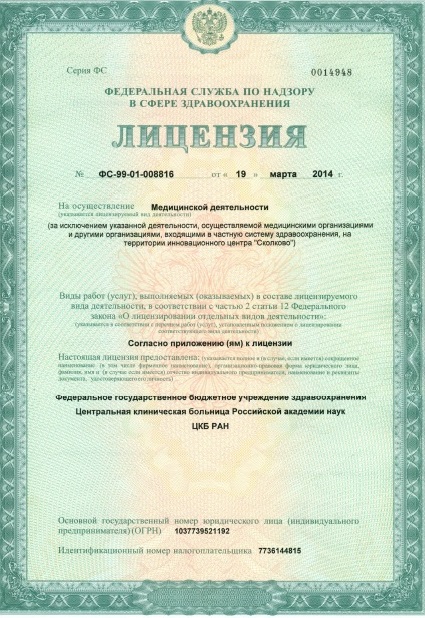 Серия ФС 0014948
ФЕДЕРАЛЬНАЯ СЛУЖБА ПО НАДЗОРУ
В СФЕРЕ ЗДРАВООХРАНЕНИЯ
ЛИЦЕНЗИЯ
№ ФС-99-01-008816 от « 19 » марта 2014 г.
На осуществление Медицинской деятельности
(указывается лицензируемый вид деятельности)
(за исключением указанной деятельности, осуществляемой медицинскими организациями
и другими организациями, входящими в частную систему здравоохранения, на
территории инновационного центра "Сколково")
Виды работ (услуг), выполняемых (оказываемых) в составе лицензируемого
вида деятельности, в соответствии с частью 2 статьи 12 Федерального
закона «О лицензировании отдельных видов деятельности»:
(указываются в соответствии с перечнем работ (услуг), установленным положением о лицензировании
соответствующего вида деятельности)
Согласно приложению (ям) к лицензии
Настоящая лицензия предоставлена: (указывается полное и (в случае, если имеется) сокращенное
наименование (в том числе фирменное наименование), организационно-правовая форма юридического лица,
фамилия, имя и (в случае если имеется) отчество индивидуального предпринимателя, наименование и реквизиты
документа, удостоверяющего его личность)
Федеральное государственное бюджетное учреждение здравоохранения
Центральная клиническая больница Российской академии наук
ЦКБ РАН
Основной государственный номер юридического лица (индивидуального
предпринимателя) (ОГРН) 1037739521192
Идентификационный номер налогоплательщика 7736144815